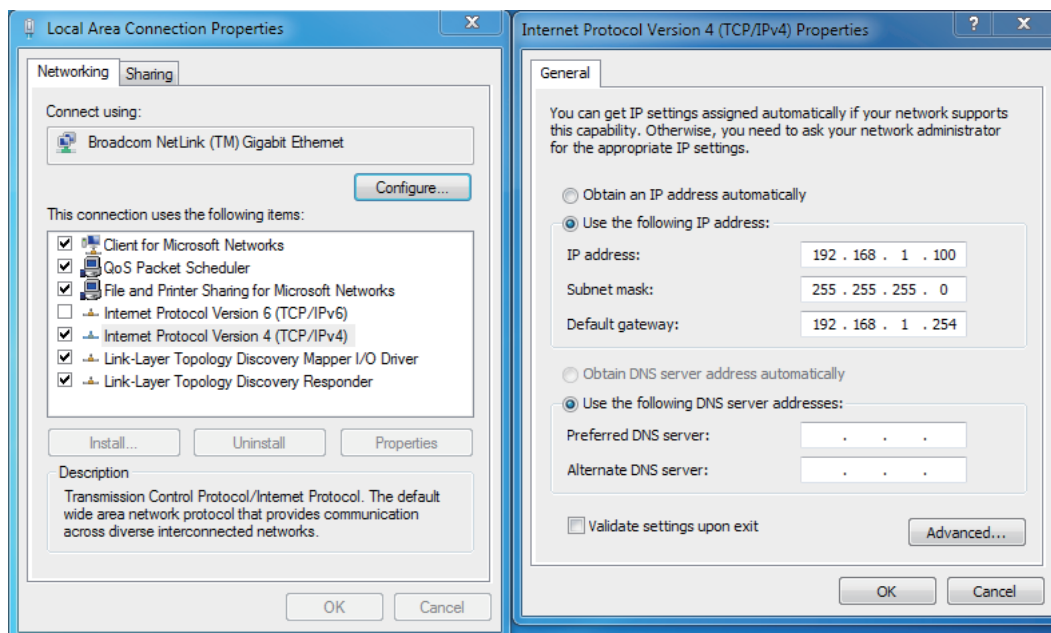 Local Area Connection Properties
Networking
Sharing
Connect using:
Broadcom NetLink (TM) Gigabit Ethernet
Configure...
This connection uses the following items:
Client for Microsoft Networks
QoS Packet Scheduler
File and Printer Sharing for Microsoft Networks
Internet Protocol Version 6 (TCP/IPv6)
Internet Protocol Version 4 (TCP/IPv4)
Link-Layer Topology Discovery Mapper I/O Driver
Link-Layer Topology Discovery Responder
Install...
Uninstall
Properties
Description
Transmission Control Protocol/Internet Protocol. The default
wide area network protocol that provides communication
across diverse interconnected networks.
OK
Cancel
Internet Protocol Version 4 (TCP/IPv4) Properties
General
You can get IP settings assigned automatically if your network supports
this capability. Otherwise, you need to ask your network administrator
for the appropriate IP settings.
Obtain an IP address automatically
Use the following IP address:
IP address: 192 . 168 . 1 . 100
Subnet mask: 255 . 255 . 255 . 0
Default gateway: 192 . 168 . 1 . 254
Obtain DNS server address automatically
Use the following DNS server addresses:
Preferred DNS server: . . .
Alternate DNS server: . . .
Validate settings upon exit
Advanced...
OK
Cancel